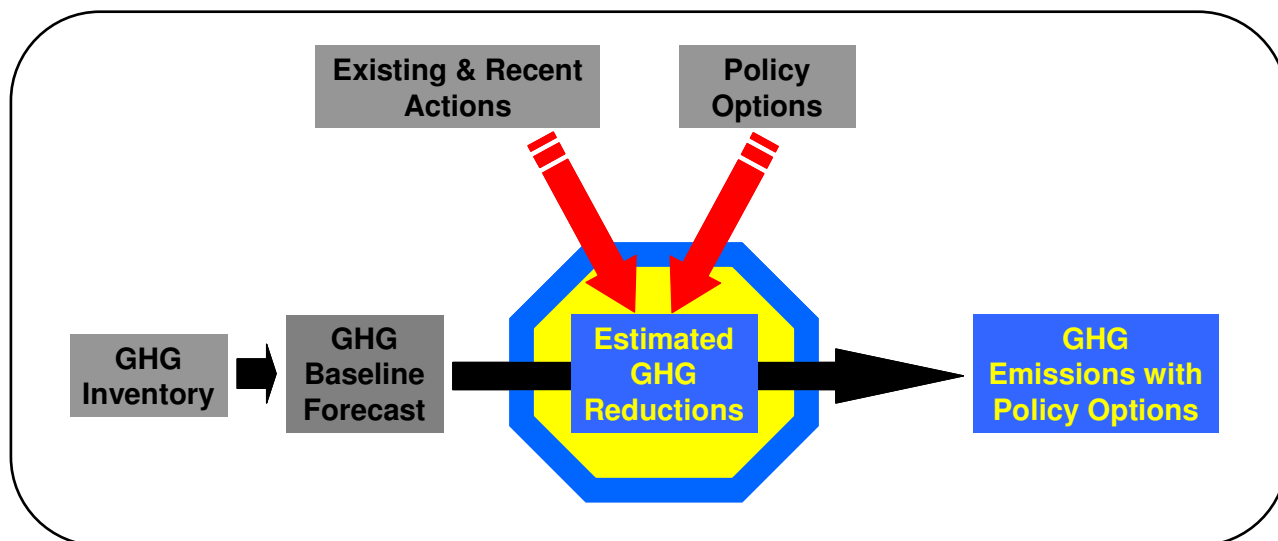 Existing & Recent
Actions
Policy
Options
GHG
Inventory
GHG
Baseline
Forecast
Estimated
GHG
Reductions
GHG
Emissions with
Policy Options